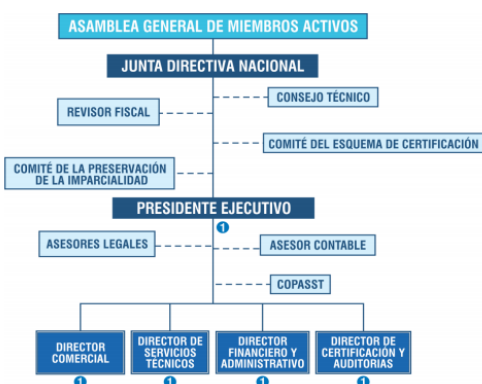 ASAMBLEA GENERAL DE MIEMBROS ACTIVOS
JUNTA DIRECTIVA NACIONAL
CONSEJO TÉCNICO
REVISOR FISCAL
COMITÉ DEL ESQUEMA DE CERTIFICACIÓN
COMITÉ DE LA PRESERVACIÓN
DE LA IMPARCIALIDAD
PRESIDENTE EJECUTIVO
1
ASESORES LEGALES
ASESOR CONTABLE
COPASST
DIRECTOR
COMERCIAL
1
DIRECTOR DE
SERVICIOS
TÉCNICOS
1
DIRECTOR
FINANCIERO Y
ADMINISTRATIVO
1
DIRECTOR DE
CERTIFICACIÓN Y
AUDITORIAS
1